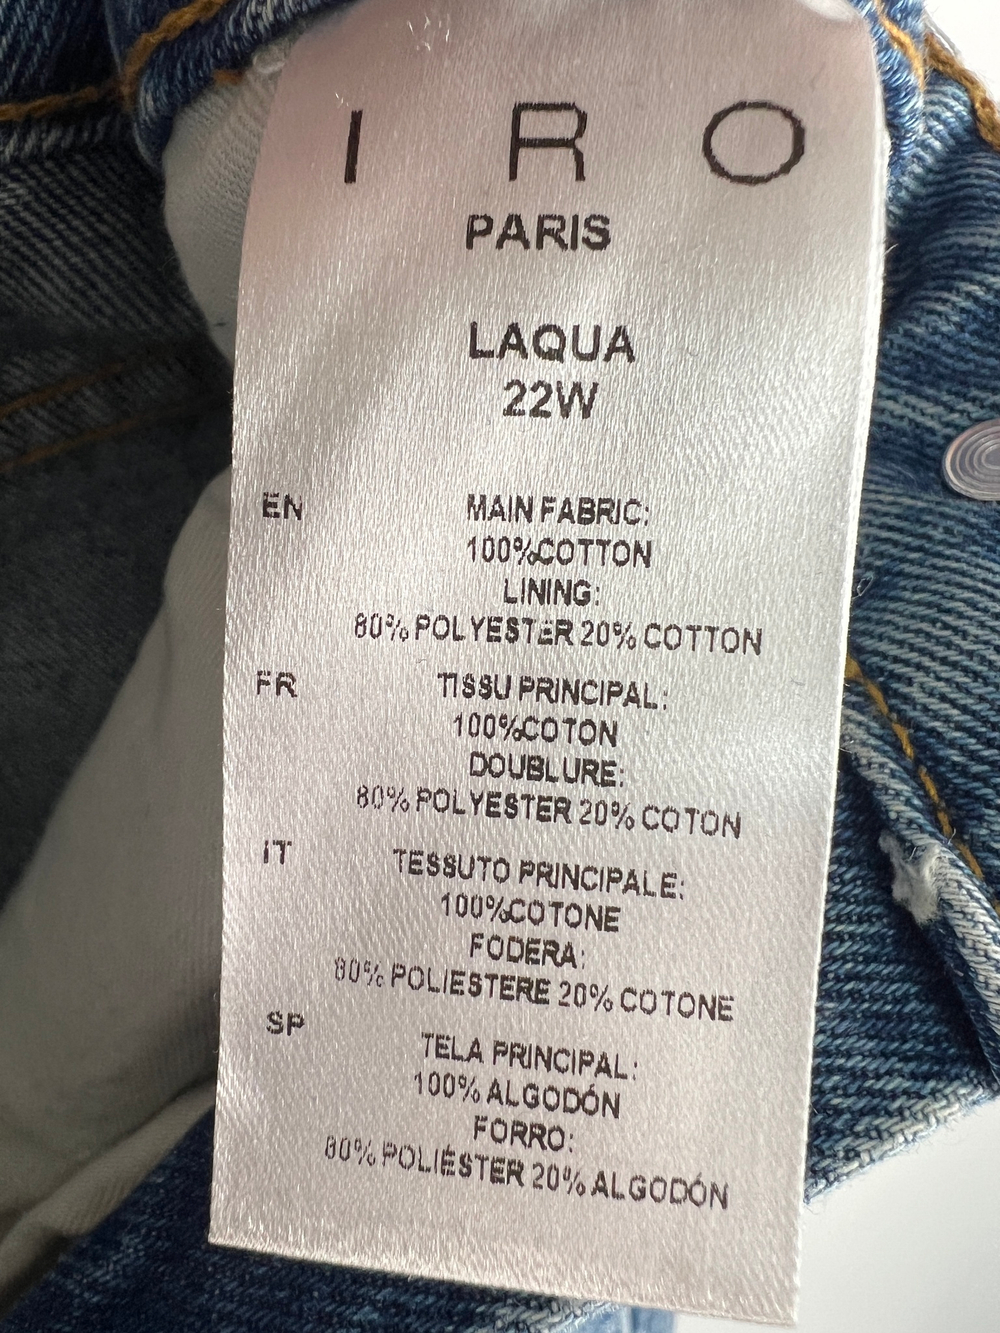 I R O
PARIS
LAQUA
22W
EN MAIN FABRIC:
100%COTTON
LINING:
80% POLYESTER 20% COTTON
FR TISSU PRINCIPAL:
100%COTON
DOUBLURE:
80% POLYESTER 20% COTON
IT TESSUTO PRINCIPALE:
100%COTONE
FODERA:
80% POLIESTERE 20% COTONE
SP TELA PRINCIPAL:
100% ALGODÓN
FORRO:
80% POLIÉSTER 20% ALGODÓN